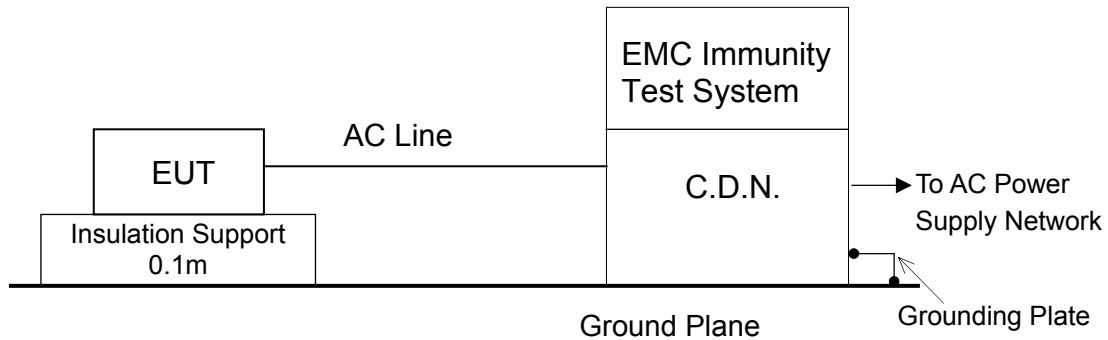 EMC Immunity
Test System
AC Line
EUT
C.D.N.
To AC Power
Supply Network
Insulation Support
0.1m
Grounding Plate
Ground Plane